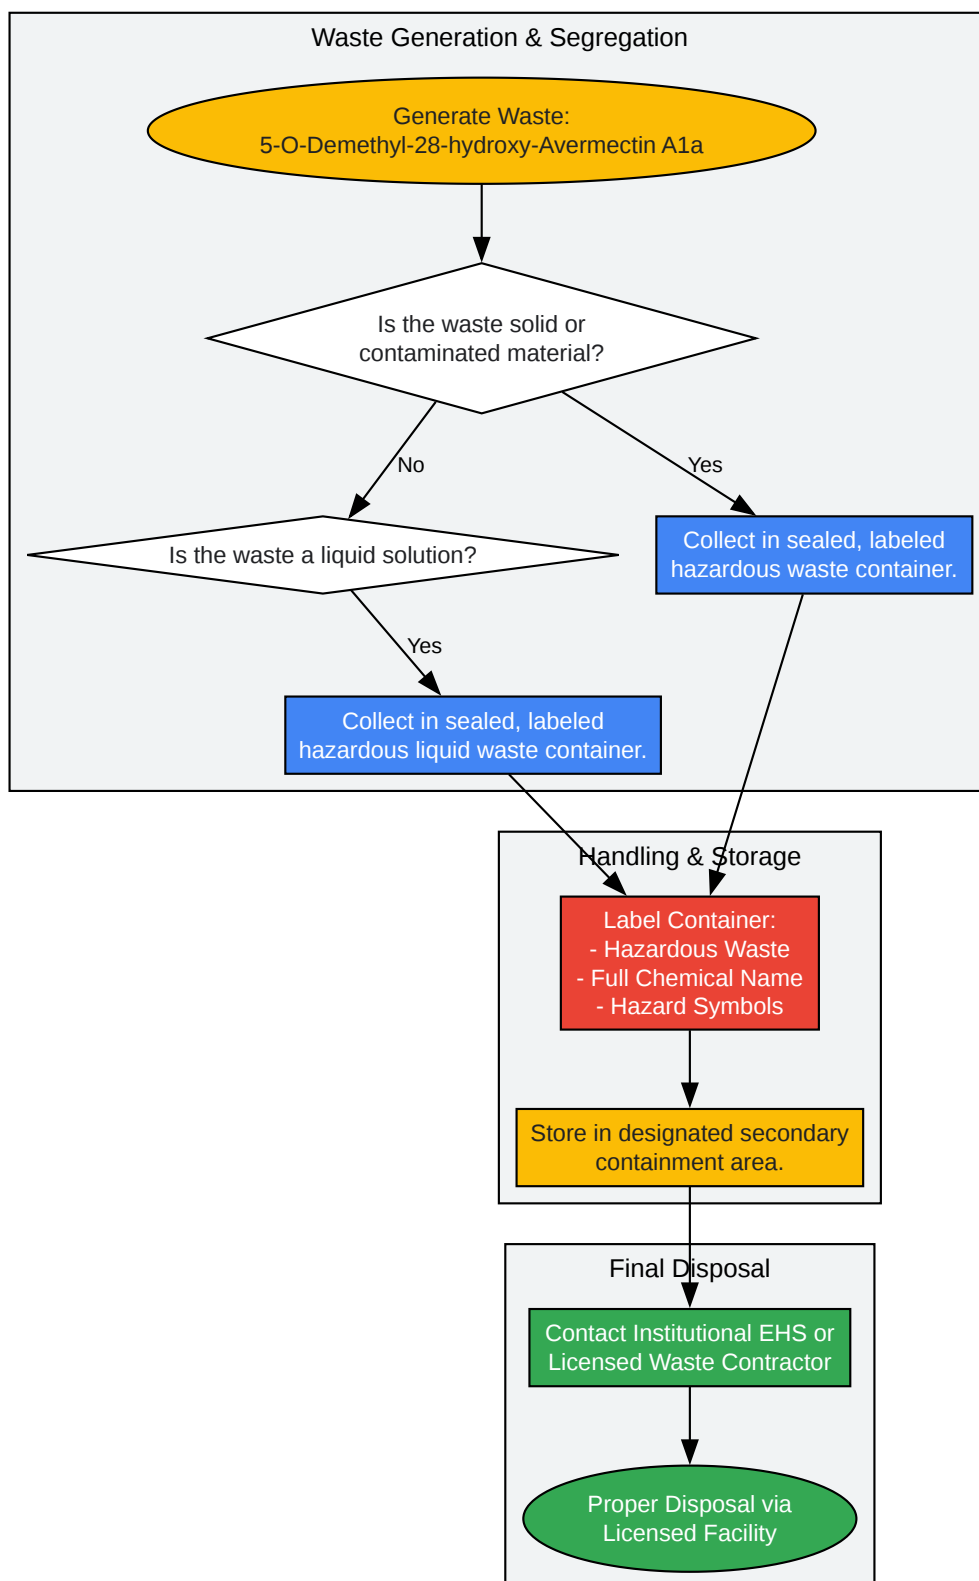 Waste Generation & Segregation
Generate Waste:
5-O-Demethyl-28-hydroxy-Avermectin A1a
Is the waste solid or
contaminated material?
No
Yes
Is the waste a liquid solution?
Collect in sealed, labeled
hazardous waste container.
Yes
Collect in sealed, labeled
hazardous liquid waste container.
Handling & Storage
Label Container:
- Hazardous Waste
- Full Chemical Name
- Hazard Symbols
Store in designated secondary
containment area.
Final Disposal
Contact Institutional EHS or
Licensed Waste Contractor
Proper Disposal via
Licensed Facility